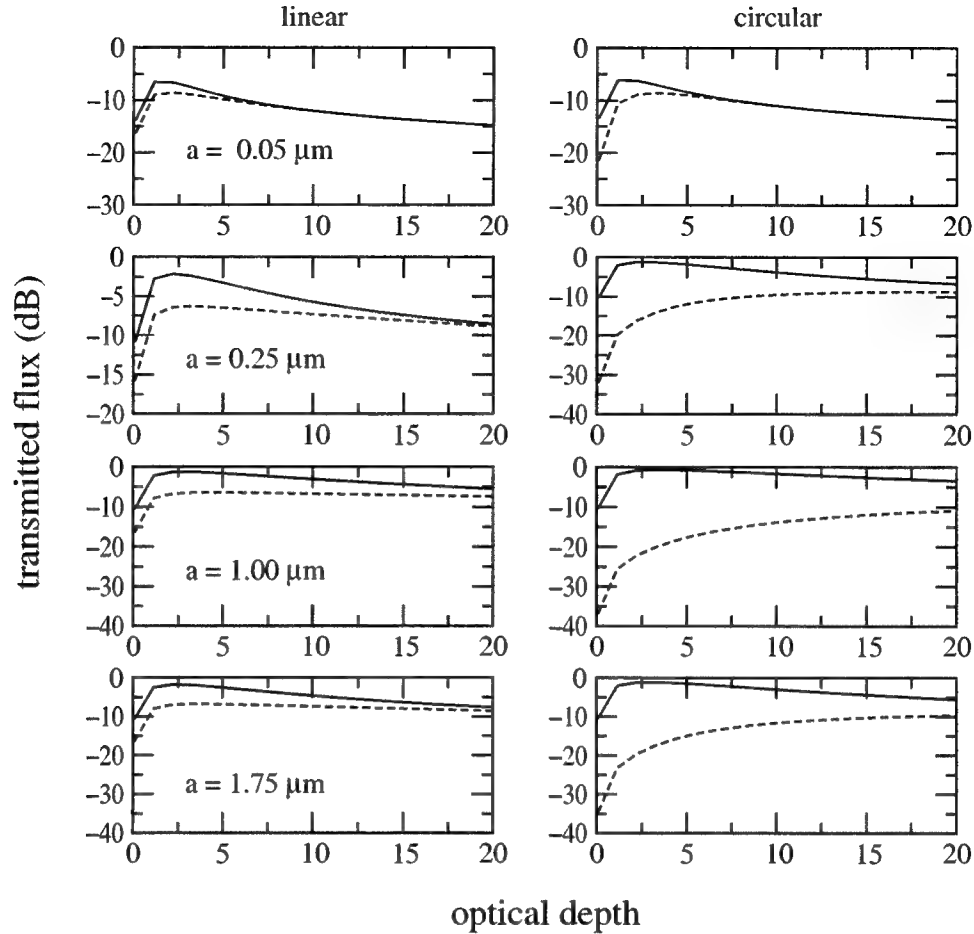 linear circular
0 0
−10 −10
−20 −20
−30 −30
a = 0.05 μm
0 5 10 15 20 0 5 10 15 20
0 0
−5 −10
−10 −20
−15 −30
−20 −40
a = 0.25 μm
0 5 10 15 20 0 5 10 15 20
0 0
−10 −10
−20 −20
−30 −30
−40 −40
a = 1.00 μm
0 5 10 15 20 0 5 10 15 20
0 0
−10 −10
−20 −20
−30 −30
−40 −40
a = 1.75 μm
0 5 10 15 20 0 5 10 15 20
transmitted flux (dB)
optical depth